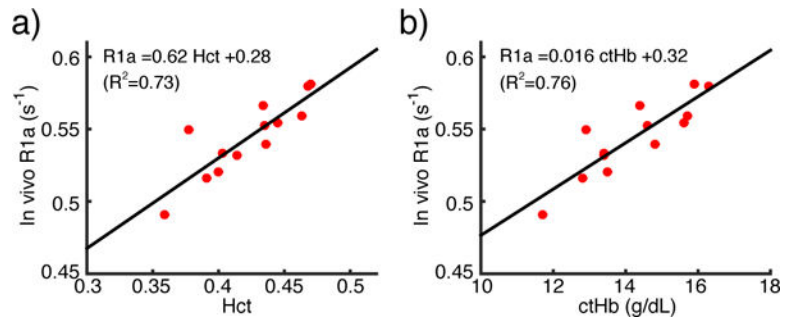 a)
R1a =0.62 Hct +0.28
(R²=0.73)
In vivo R1a (s⁻¹)
0.6
0.55
0.5
0.45
0.3 0.35 0.4 0.45 0.5
Hct
b)
R1a =0.016 ctHb +0.32
(R²=0.76)
In vivo R1a (s⁻¹)
0.6
0.55
0.5
0.45
10 12 14 16 18
ctHb (g/dL)